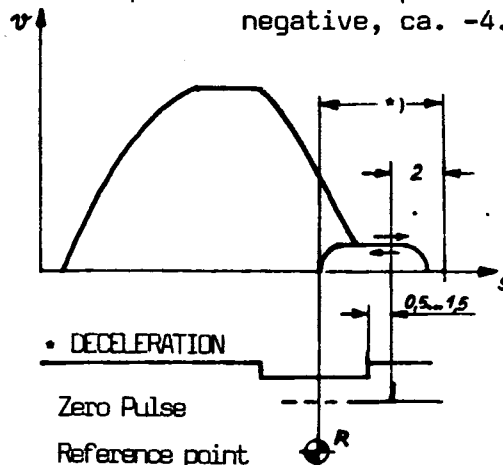 negative, ca. -4.
v
*)
2
s
0,5...1,5
* DECELERATION
Zero Pulse
R
Reference point